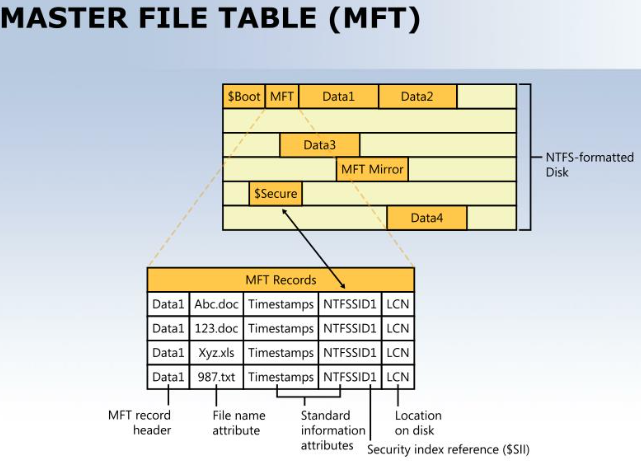 MASTER FILE TABLE (MFT)
$Boot MFT Data1 Data2
Data3
MFT Mirror
$Secure
Data4
NTFS-formatted
Disk
MFT Records
Data1 Abc.doc Timestamps NTFSSID1 LCN
Data1 123.doc Timestamps NTFSSID1 LCN
Data1 Xyz.xls Timestamps NTFSSID1 LCN
Data1 987.txt Timestamps NTFSSID1 LCN
MFT record
header
File name
attribute
Standard
information
attributes
Location
on disk
Security index reference ($SII)